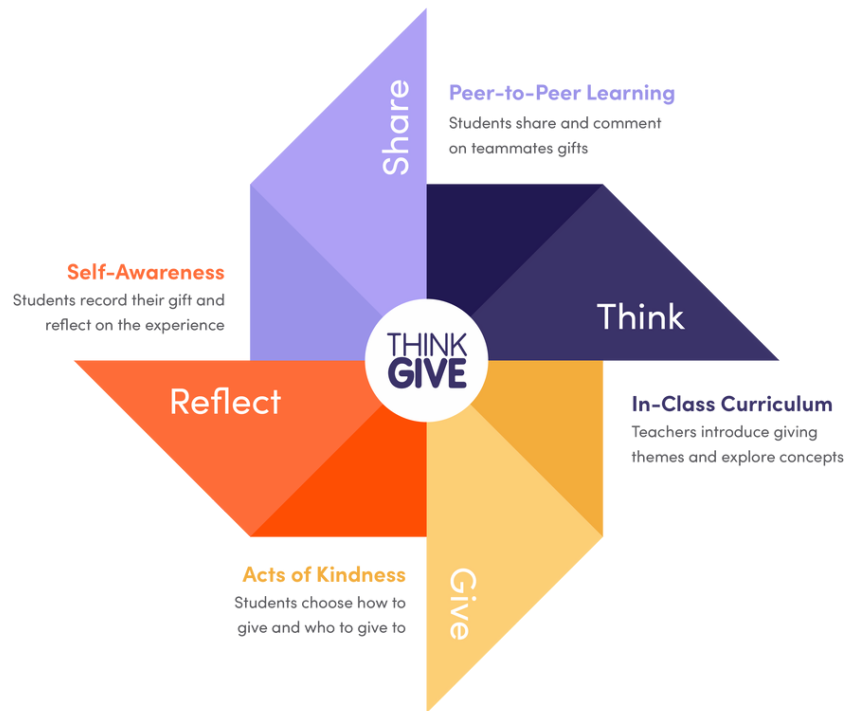 Share
Peer-to-Peer Learning
Students share and comment
on teammates gifts
Think
In-Class Curriculum
Teachers introduce giving
themes and explore concepts
Give
Acts of Kindness
Students choose how to
give and who to give to
Reflect
Self-Awareness
Students record their gift and
reflect on the experience
THINK
GIVE